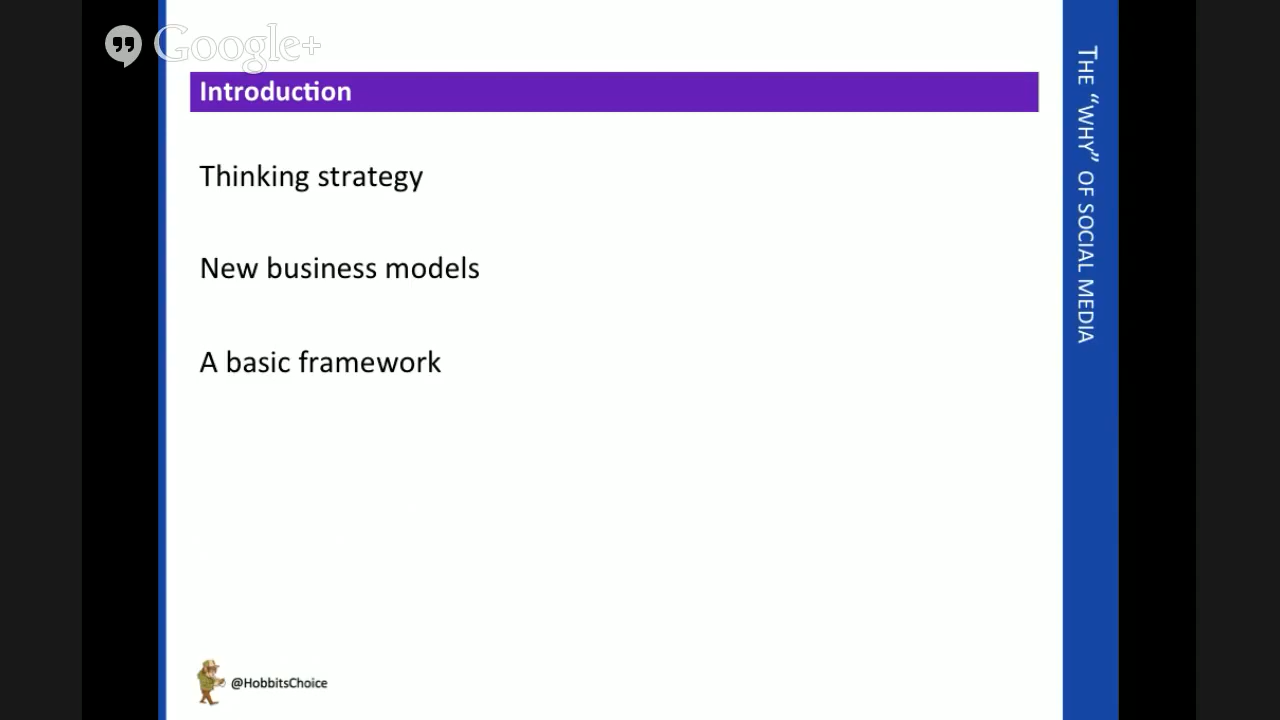 Google+
Introduction
Thinking strategy
New business models
A basic framework
@HobbitsChoice
THE “WHY” OF SOCIAL MEDIA